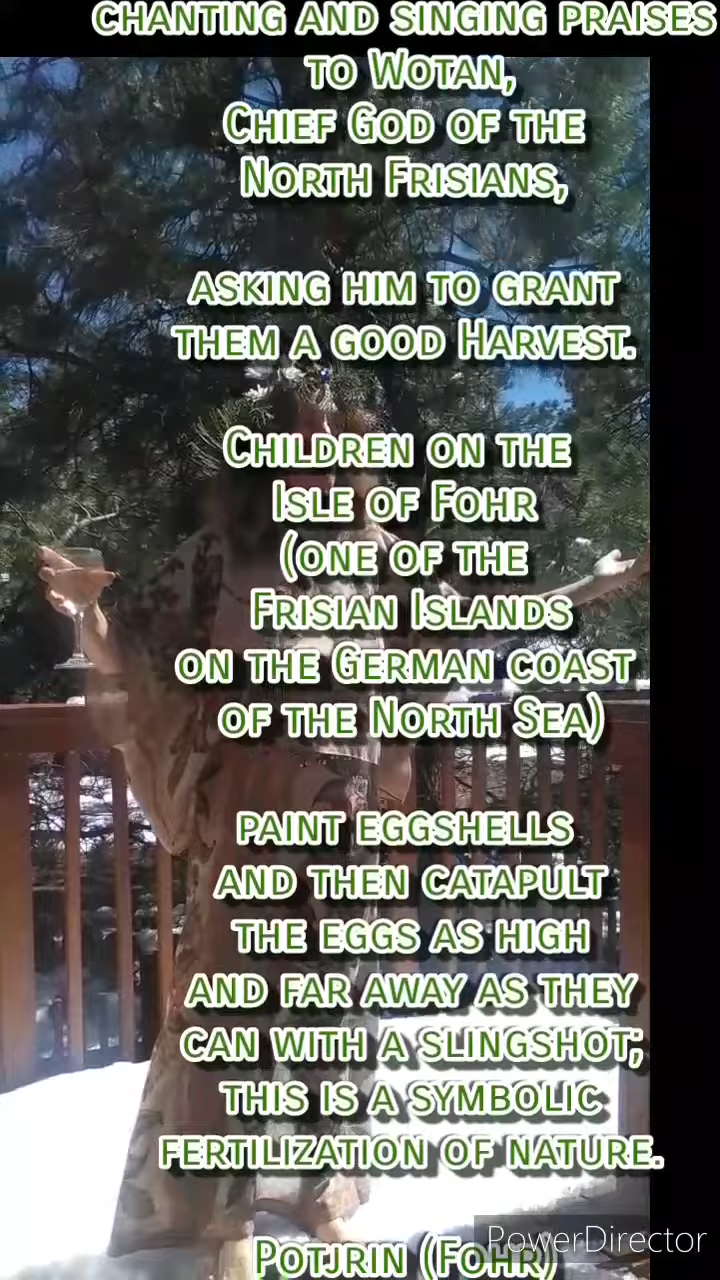 CHANTING AND SINGING PRAISES
TO WOTAN,
CHIEF GOD OF THE
NORTH FRISIANS,
ASKING HIM TO GRANT
THEM A GOOD HARVEST.
CHILDREN ON THE
ISLE OF FOHR
(ONE OF THE
FRISIAN ISLANDS
ON THE GERMAN COAST
OF THE NORTH SEA)
PAINT EGGSHELLS
AND THEN CATAPULT
THE EGGS AS HIGH
AND FAR AWAY AS THEY
CAN WITH A SLINGSHOT;
THIS IS A SYMBOLIC
FERTILIZATION OF NATURE.
POTJRIN (FOHR)
PowerDirector